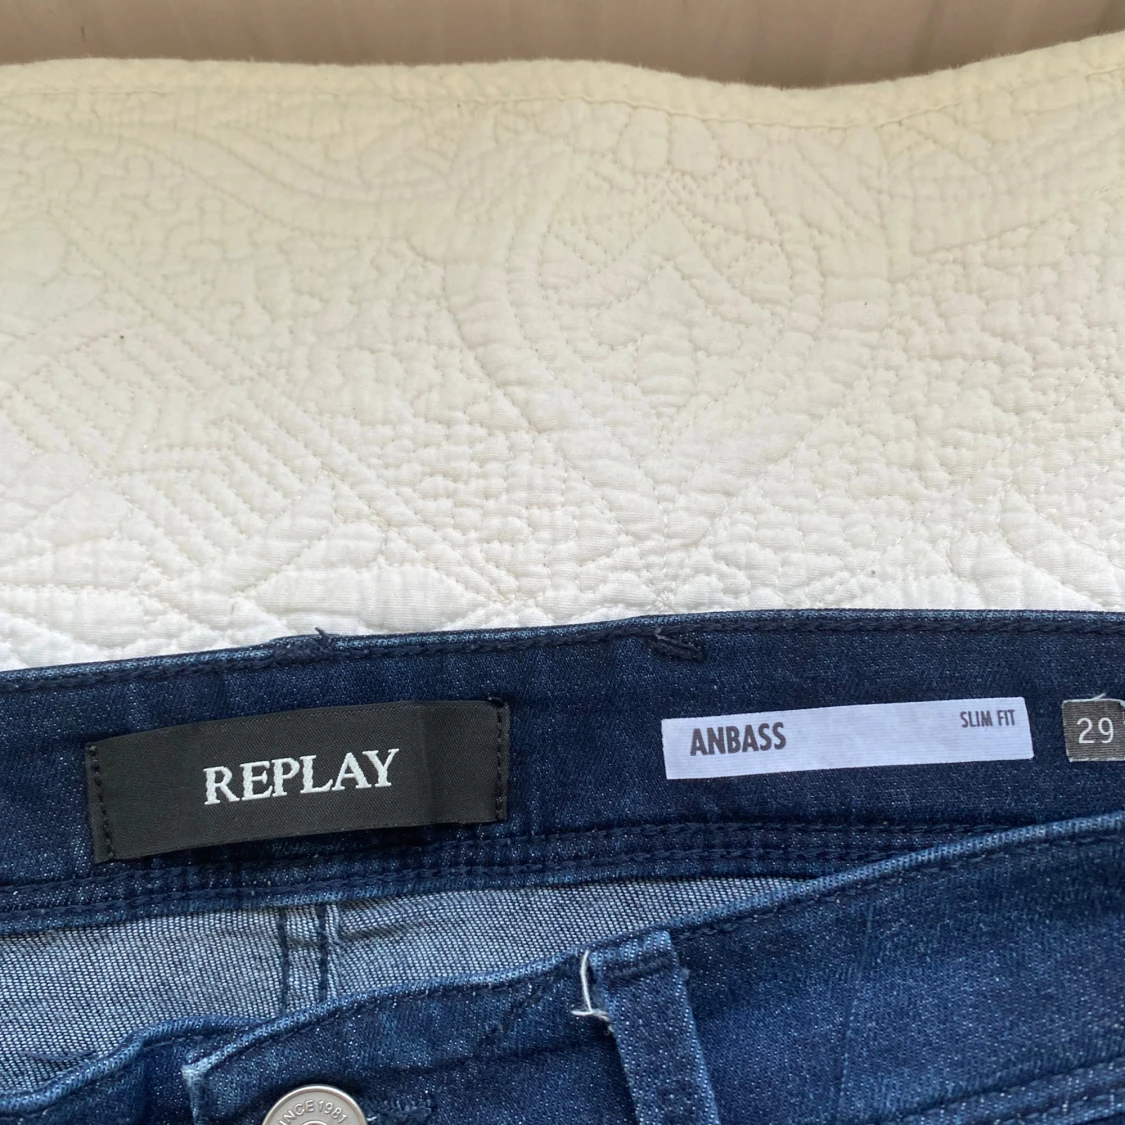 REPLAY
ANBASS
SLIM FIT
29
SINCE 1981